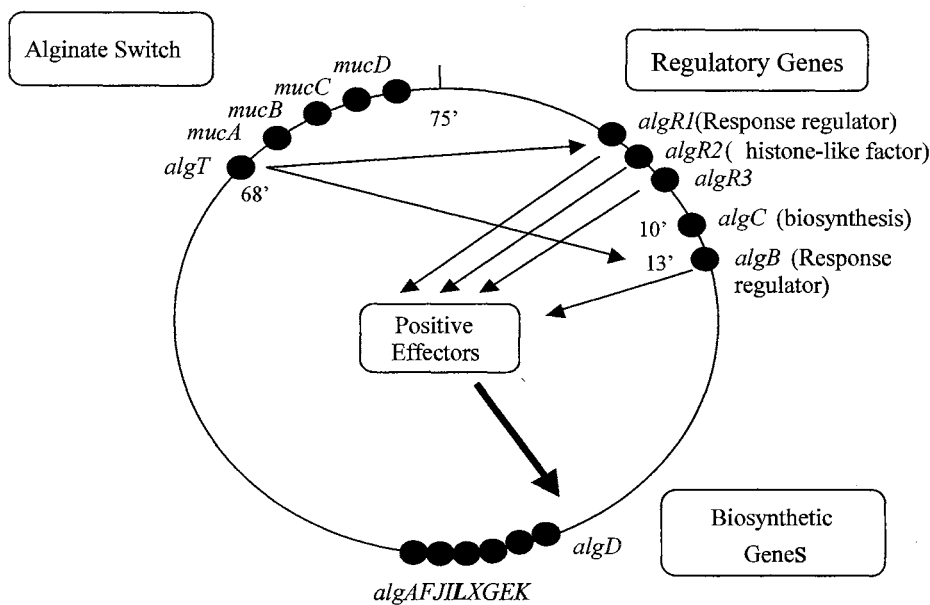 Alginate Switch
Regulatory Genes
mucD
mucC
mucB
mucA
algT
75’
68’
algR1(Response regulator)
algR2( histone-like factor)
algR3
10’
algC (biosynthesis)
13’
algB (Response
regulator)
Positive
Effectors
Biosynthetic
GeneS
algD
algAFJILXGEK